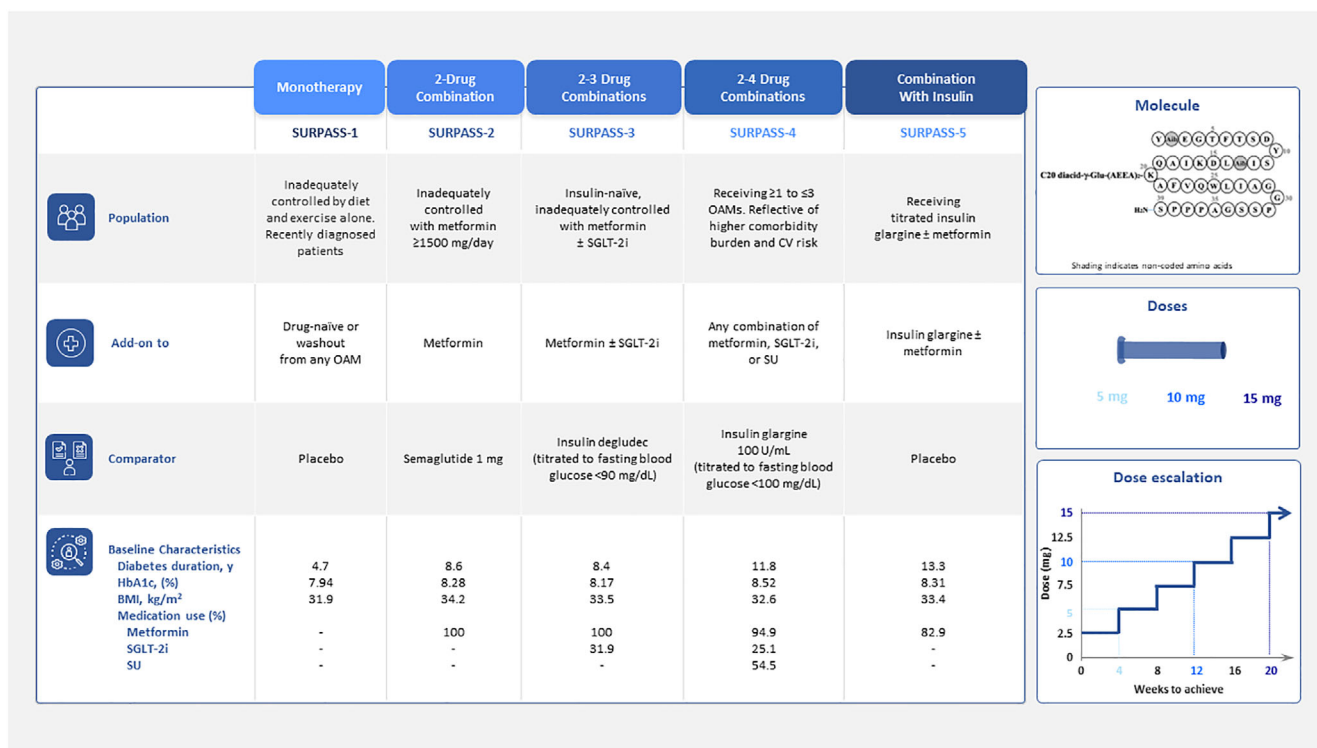 Monotherapy
2-Drug
Combination
2-3 Drug
Combinations
2-4 Drug
Combinations
Combination
With Insulin
SURPASS-1
SURPASS-2
SURPASS-3
SURPASS-4
SURPASS-5
Population
Inadequately
controlled by diet
and exercise alone.
Recently diagnosed
patients
Inadequately
controlled
with metformin
≥1500 mg/day
Insulin-naïve,
inadequately controlled
with metformin
± SGLT-2i
Receiving ≥1 to ≤3
OAMs. Reflective of
higher comorbidity
burden and CV risk
Receiving
titrated insulin
glargine ± metformin
Add-on to
Drug-naïve or
washout
from any OAM
Metformin
Metformin ± SGLT-2i
Any combination of
metformin, SGLT-2i,
or SU
Insulin glargine ±
metformin
Comparator
Placebo
Semaglutide 1 mg
Insulin degludec
(titrated to fasting blood
glucose <90 mg/dL)
Insulin glargine
100 U/mL
(titrated to fasting blood
glucose <100 mg/dL)
Placebo
Baseline Characteristics
Diabetes duration, y 4.7 8.6 8.4 11.8 13.3
HbA1c, (%) 7.94 8.28 8.17 8.52 8.31
BMI, kg/m² 31.9 34.2 33.5 32.6 33.4
Medication use (%)
Metformin - 100 100 94.9 82.9
SGLT-2i - - 31.9 25.1 -
SU - - - 54.5 -
Molecule
5
Y Aib E G T F T S D
Y 10
20 15
Q A I K D L Aib I S
C20 diacid-γ-Glu-(AEEA)₂- K
25
A F V Q W L I A G
G 30
39 35
H₂N- S P P P A G S S P
Shading indicates non-coded amino acids
Doses
5 mg 10 mg 15 mg
Dose escalation
Dose (mg)
15
12.5
10
7.5
5
2.5
0
0 4 8 12 16 20
Weeks to achieve